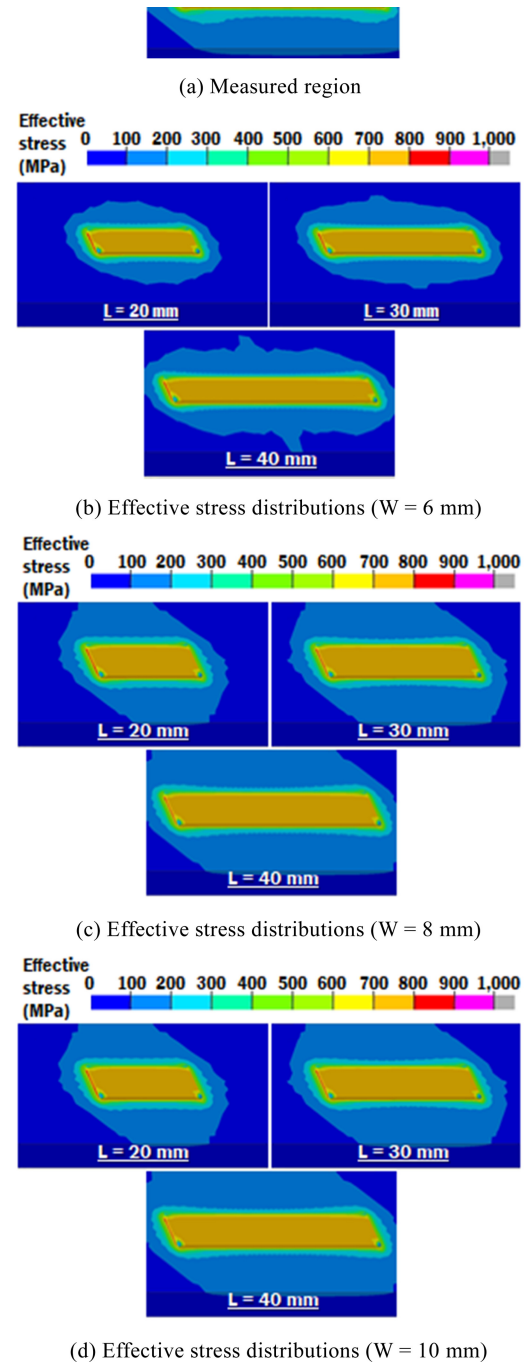 (a) Measured region
Effective
stress
(MPa)
0 100 200 300 400 500 600 700 800 900 1,000
L = 20 mm
L = 30 mm
L = 40 mm
(b) Effective stress distributions (W = 6 mm)
Effective
stress
(MPa)
0 100 200 300 400 500 600 700 800 900 1,000
L = 20 mm
L = 30 mm
L = 40 mm
(c) Effective stress distributions (W = 8 mm)
Effective
stress
(MPa)
0 100 200 300 400 500 600 700 800 900 1,000
L = 20 mm
L = 30 mm
L = 40 mm
(d) Effective stress distributions (W = 10 mm)